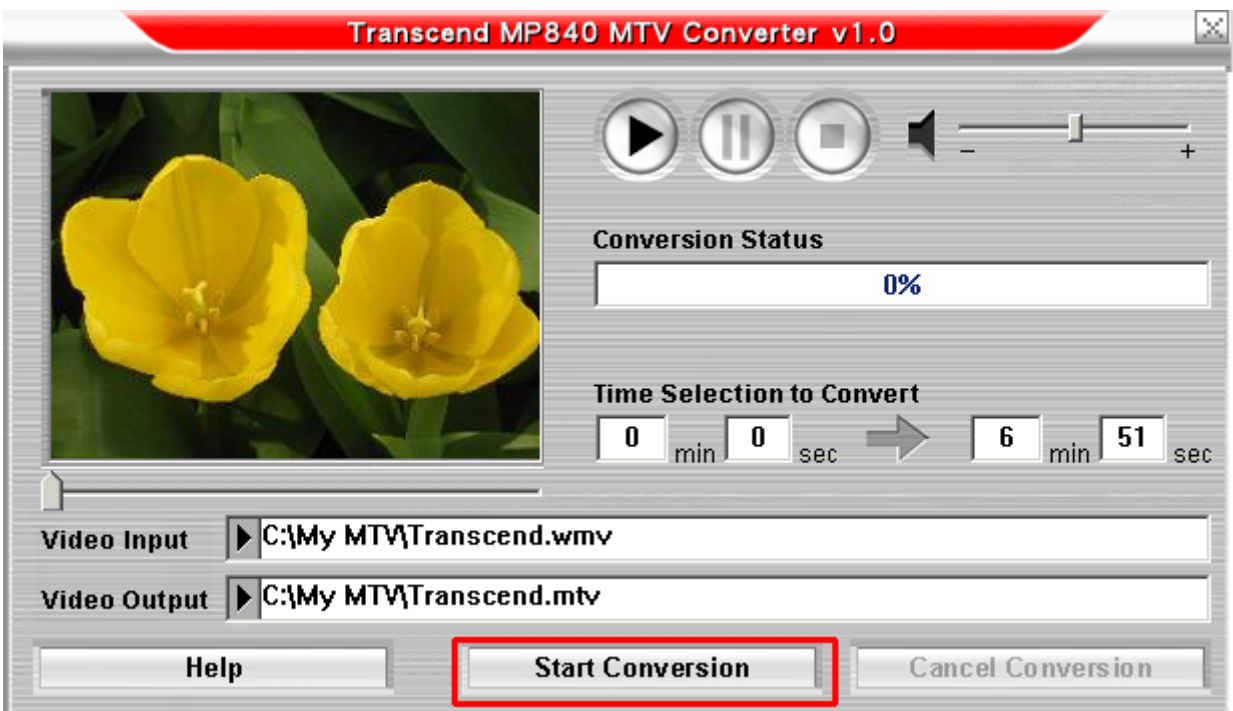 Transcend MP840 MTV Converter v1.0
- +
Conversion Status
0%
Time Selection to Convert
0 min 0 sec 6 min 51 sec
Video Input C:\My MTV\Transcend.wmv
Video Output C:\My MTV\Transcend.mtv
Help Start Conversion Cancel Conversion